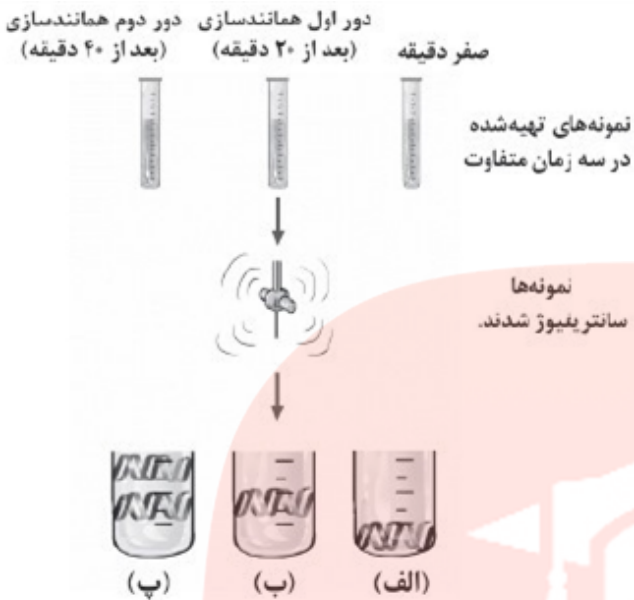 صفر دقیقه
دور اول همانندسازی
(بعد از ۲۰ دقیقه)
دور دوم همانندسازی
(بعد از ۴۰ دقیقه)
نمونه‌های تهیه‌شده
در سه زمان متفاوت
نمونه‌ها
سانتریفیوژ شدند.
(الف)
(ب)
(پ)